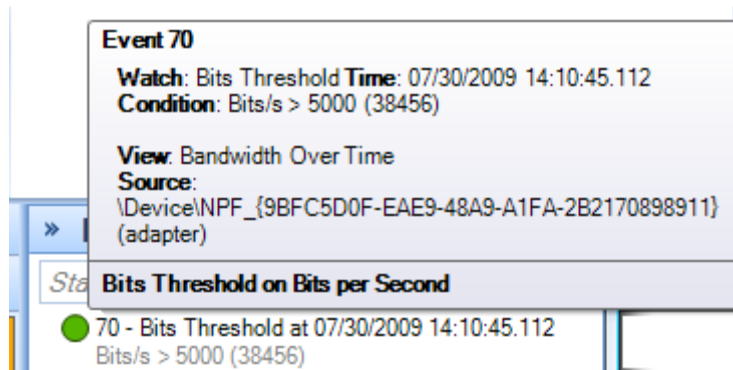 Event 70
Watch: Bits Threshold Time: 07/30/2009 14:10:45.112
Condition: Bits/s > 5000 (38456)
View: Bandwidth Over Time
Source:
\Device\NPF_{9BFC5D0F-EAE9-48A9-A1FA-2B2170898911}
(adapter)
»
Bits Threshold on Bits per Second
70 - Bits Threshold at 07/30/2009 14:10:45.112
Bits/s > 5000 (38456)